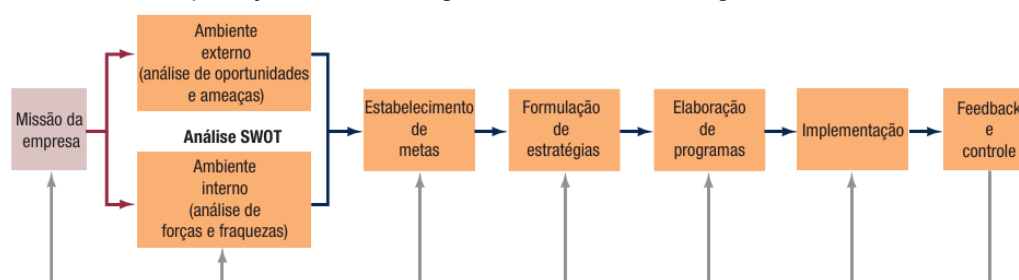 Missão da
empresa
Ambiente
externo
(análise de oportunidades
e ameaças)
Análise SWOT
Ambiente
interno
(análise de
forças e fraquezas)
Estabelecimento
de
metas
Formulação
de
estratégias
Elaboração
de
programas
Implementação
Feedback
e
controle